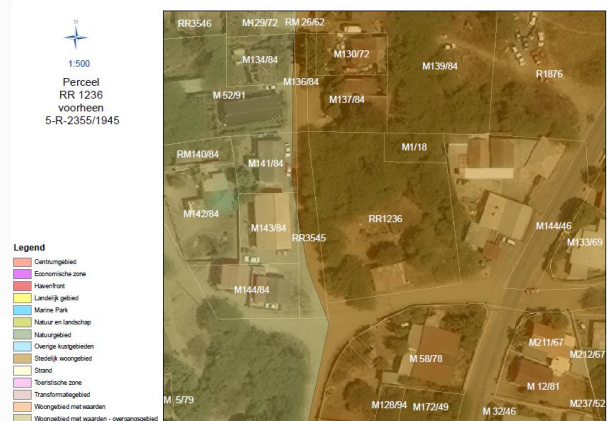 N
1:500
Perceel
RR 1236
voorheen
5-R-2355/1945
Legend
Centrumgebied
Economische zone
Havenfront
Landelijk gebied
Marine Park
Natuur en landschap
Natuurgebied
Overige kustgebieden
Stedelijk woongebied
Strand
Toeristische zone
Transformatiegebied
Woongebied met waarden
Woongebied met waarden - overgangsgebied
RR3546
M129/72
RM 26/62
M134/84
M130/72
M139/84
R1876
M136/84
M 52/91
M137/84
M1/18
RM140/84
M141/84
M142/84
M143/84
RR1236
M144/46
RR3545
M133/69
M144/84
M211/67
M212/67
M 58/78
M 12/81
M 5/79
M128/94
M172/49
M 32/46
M237/52